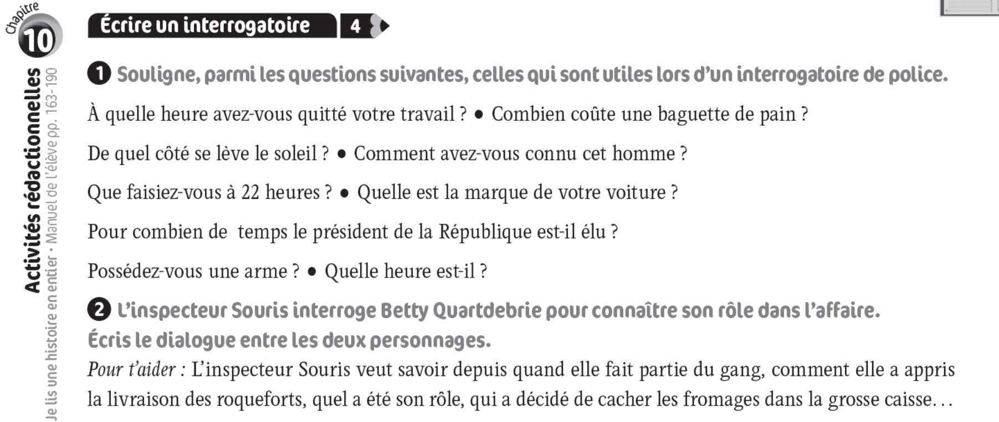 Chapitre
10
Écrire un interrogatoire 4
Activités rédactionnelles
Je lis une histoire en entier • Manuel de l'élève pp. 163-190
1 Souligne, parmi les questions suivantes, celles qui sont utiles lors d'un interrogatoire de police.
À quelle heure avez-vous quitté votre travail ? ● Combien coûte une baguette de pain ?
De quel côté se lève le soleil ? ● Comment avez-vous connu cet homme ?
Que faisiez-vous à 22 heures ? ● Quelle est la marque de votre voiture ?
Pour combien de temps le président de la République est-il élu ?
Possédez-vous une arme ? ● Quelle heure est-il ?
2 L'inspecteur Souris interroge Betty Quartdebrie pour connaître son rôle dans l'affaire.
Écris le dialogue entre les deux personnages.
Pour t'aider : L'inspecteur Souris veut savoir depuis quand elle fait partie du gang, comment elle a appris
la livraison des roqueforts, quel a été son rôle, qui a décidé de cacher les fromages dans la grosse caisse…